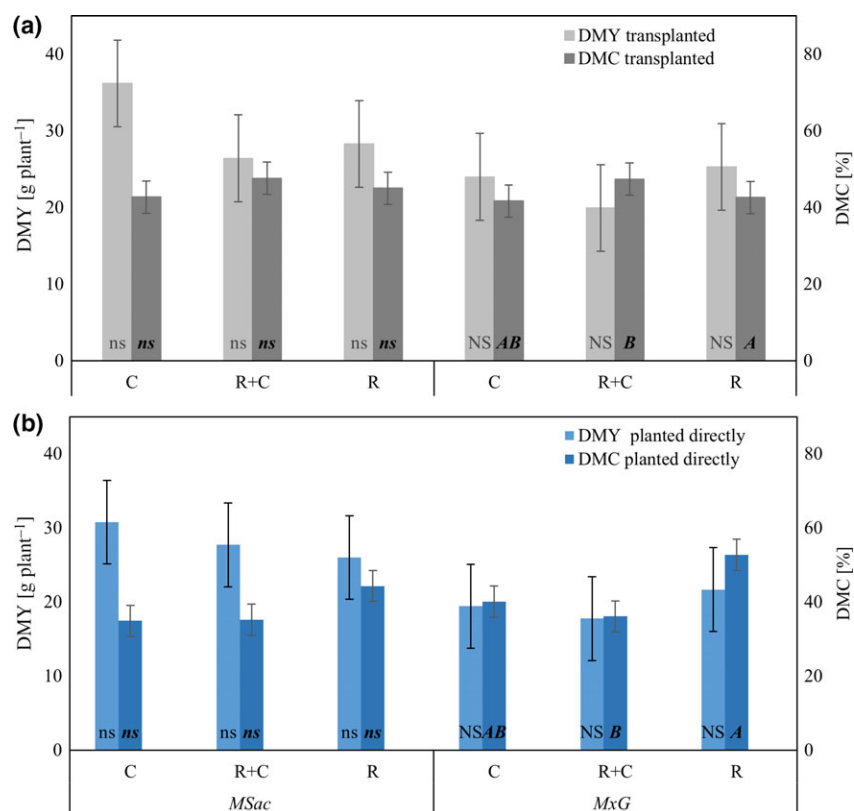 (a)
DMY transplanted
DMC transplanted
40
30
20
10
0
DMY [g plant⁻¹]
80
60
40
20
0
DMC [%]
ns ns ns ns ns ns NS AB NS B NS A
C R+C R C R+C R
(b)
DMY planted directly
DMC planted directly
40
30
20
10
0
DMY [g plant⁻¹]
80
60
40
20
0
DMC [%]
ns ns ns ns ns ns NS AB NS B NS A
C R+C R C R+C R
MSac MxG